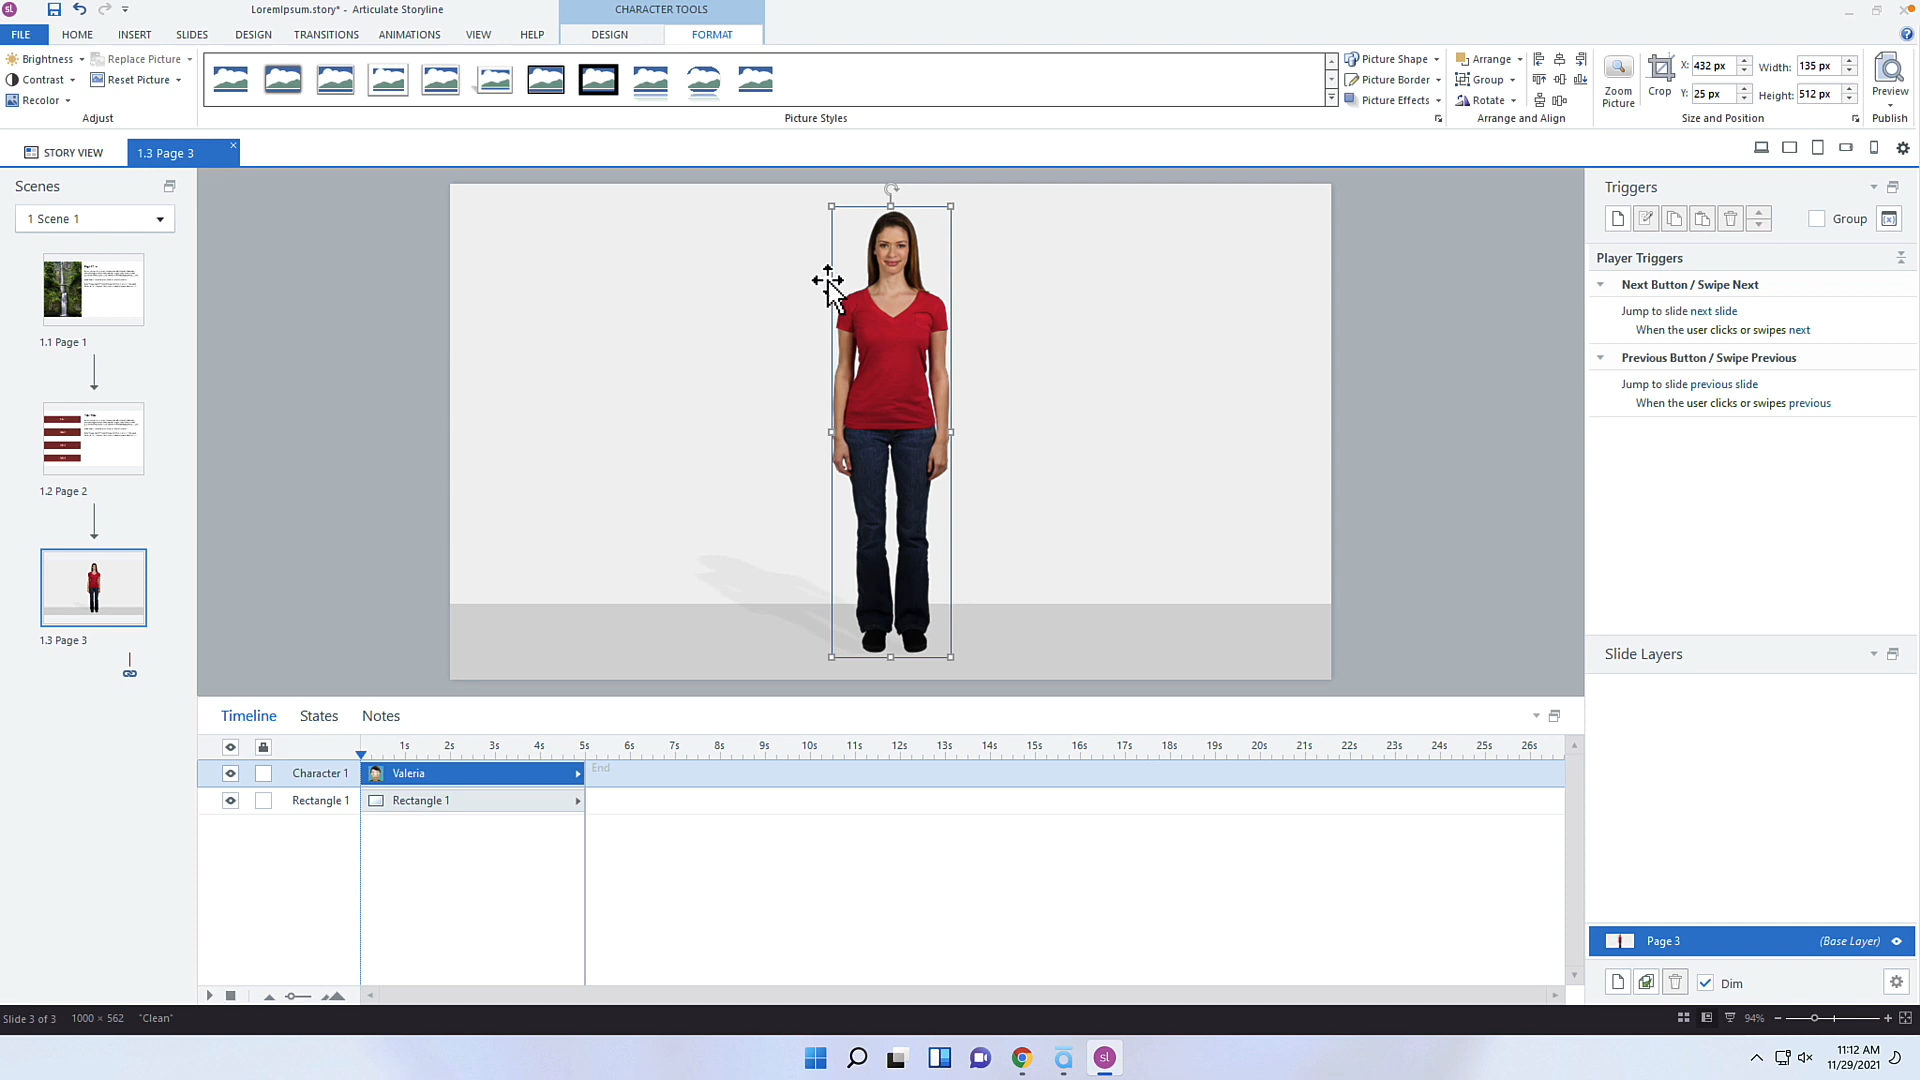 sl
LoremIpsum.story* - Articulate Storyline
CHARACTER TOOLS
FILE HOME INSERT SLIDES DESIGN TRANSITIONS ANIMATIONS VIEW HELP DESIGN FORMAT
Brightness
Contrast
Recolor
Replace Picture
Reset Picture
Adjust
Picture Styles
Picture Shape
Picture Border
Picture Effects
Arrange
Group
Rotate
Arrange and Align
Zoom
Picture
Crop
X: 432 px Width: 135 px
Y: 25 px Height: 512 px
Size and Position
Preview
Publish
STORY VIEW 1.3 Page 3
Scenes
1 Scene 1
1.1 Page 1
1.2 Page 2
1.3 Page 3
Triggers
Group
Player Triggers
Next Button / Swipe Next
Jump to slide next slide
When the user clicks or swipes next
Previous Button / Swipe Previous
Jump to slide previous slide
When the user clicks or swipes previous
Slide Layers
Page 3 (Base Layer)
Dim
Timeline States Notes
1s 2s 3s 4s 5s 6s 7s 8s 9s 10s 11s 12s 13s 14s 15s 16s 17s 18s 19s 20s 21s 22s 23s 24s 25s 26s
Character 1 Valeria End
Rectangle 1 Rectangle 1
Slide 3 of 3 1000 × 562 "Clean" 94%
sl
11:12 AM
11/29/2021